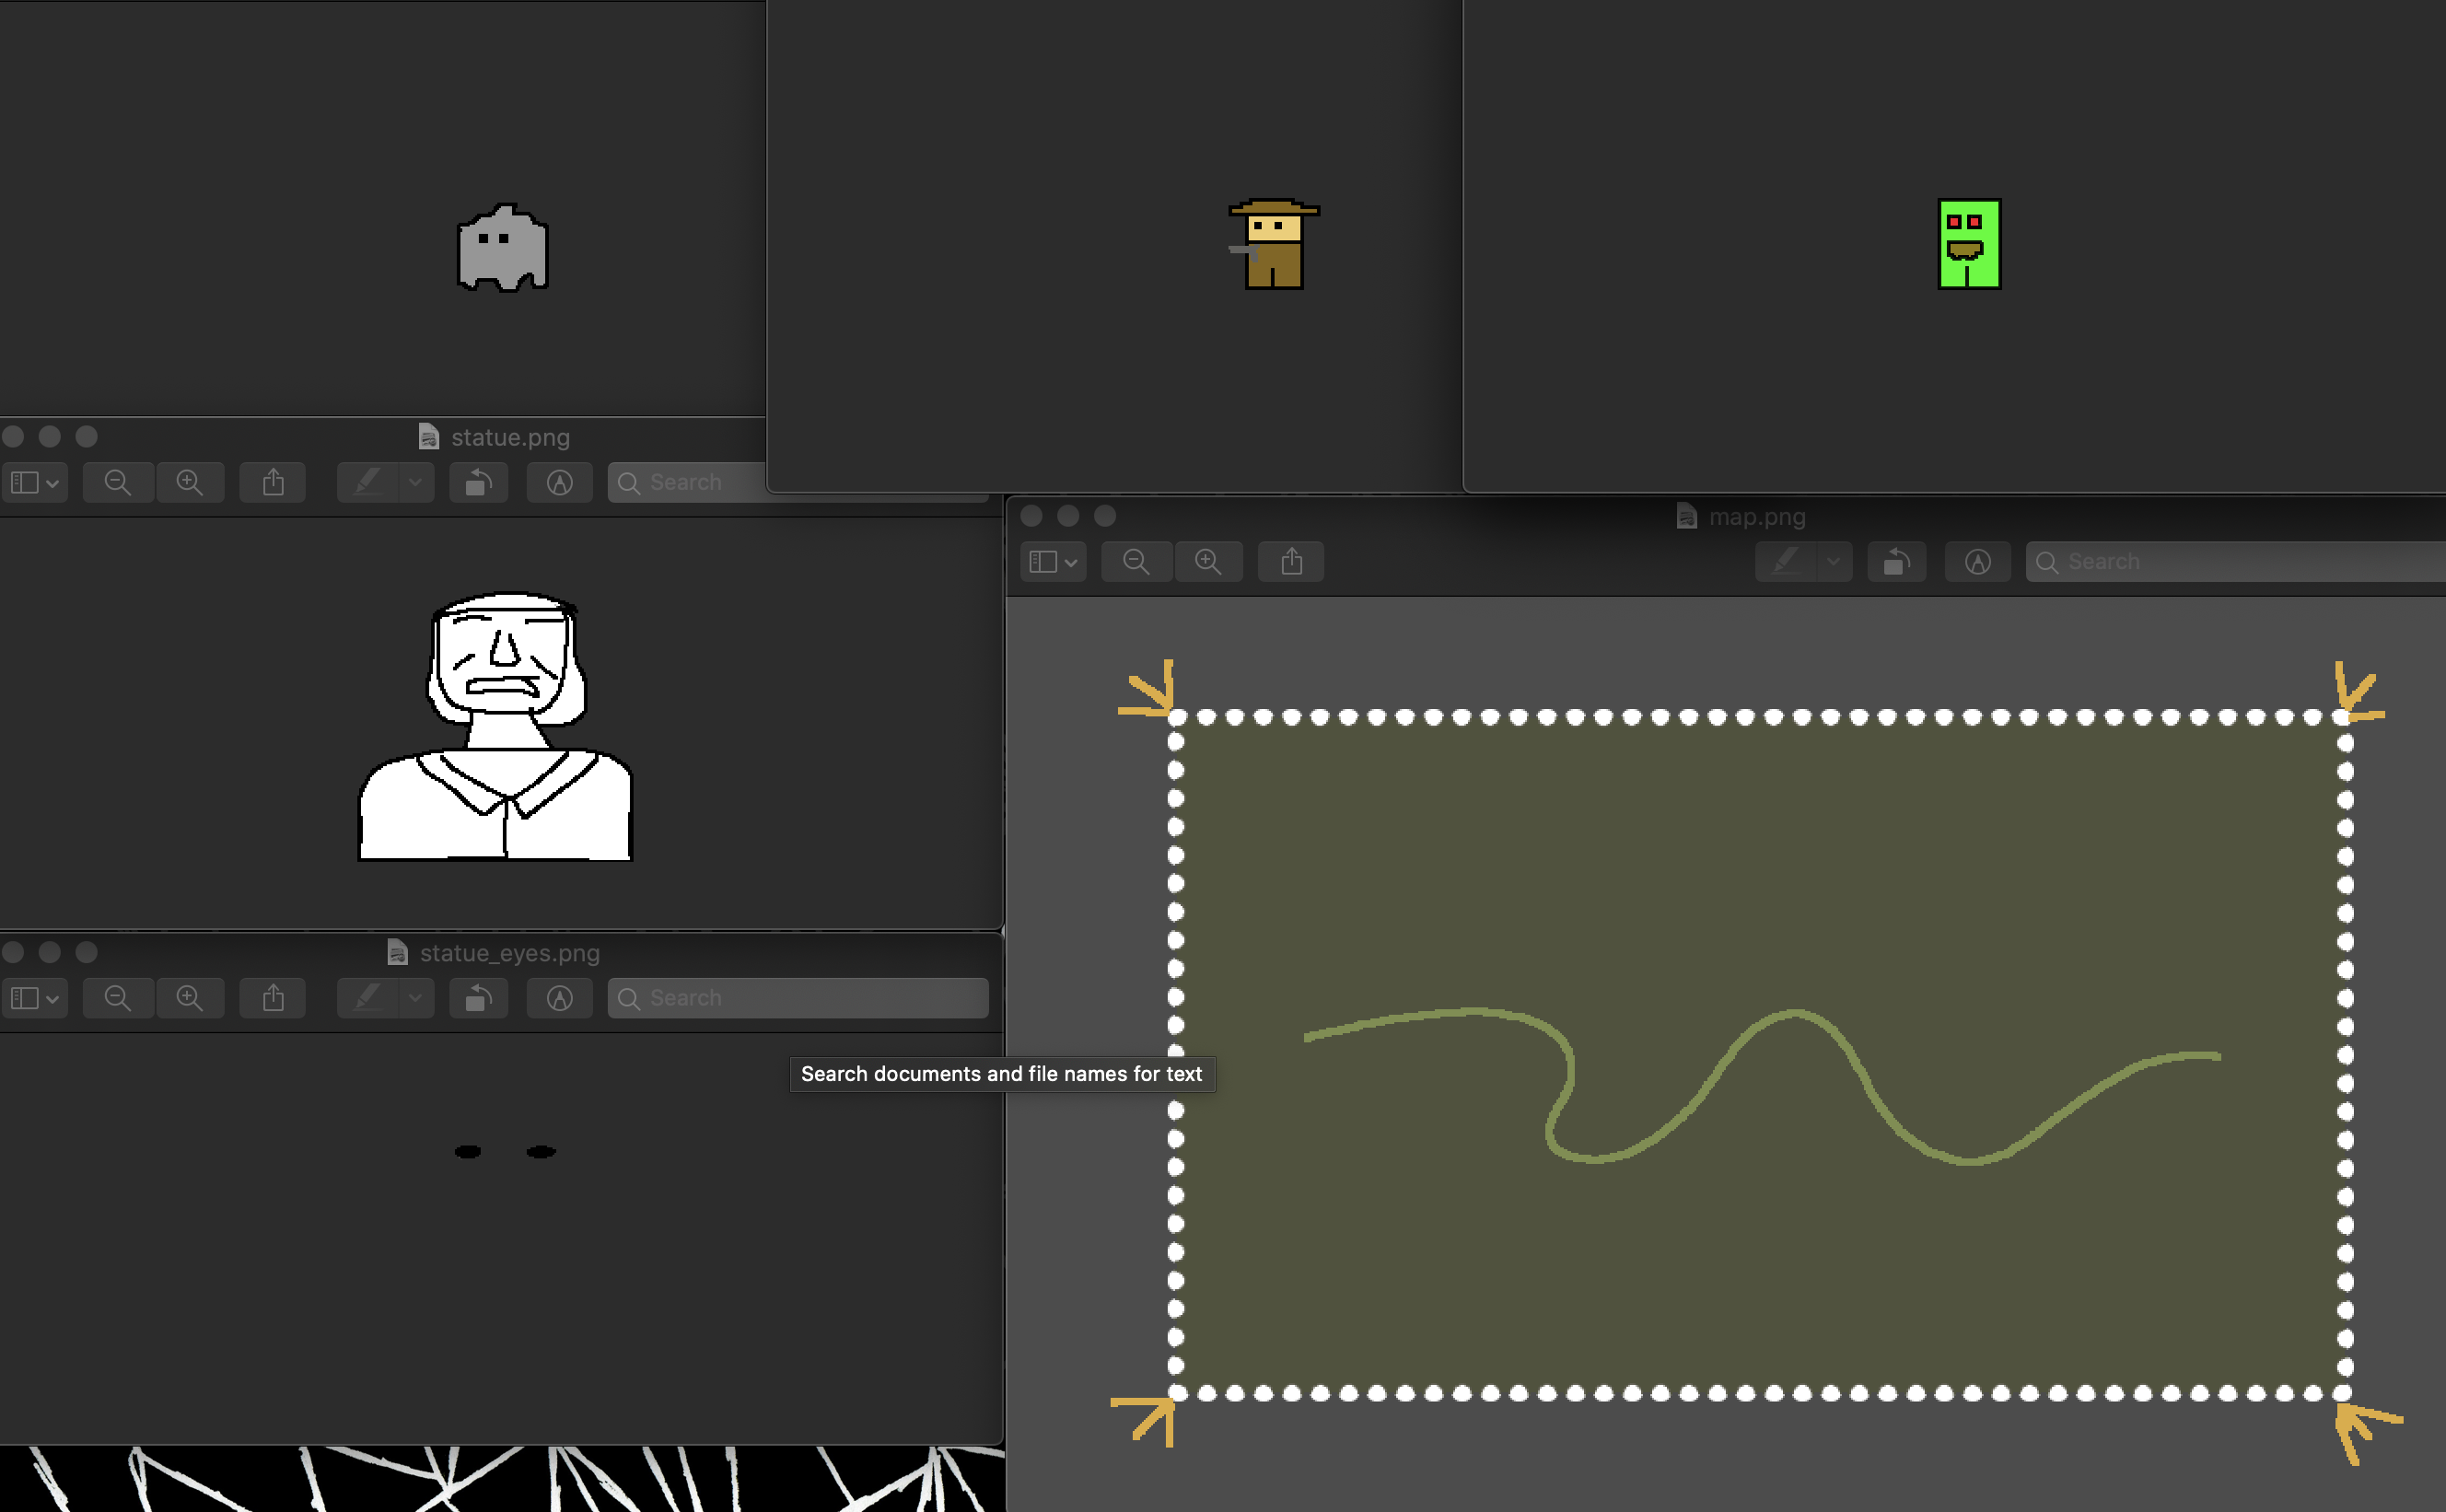 statue.png
Search
map.png
Search
statue_eyes.png
Search
Search documents and file names for text